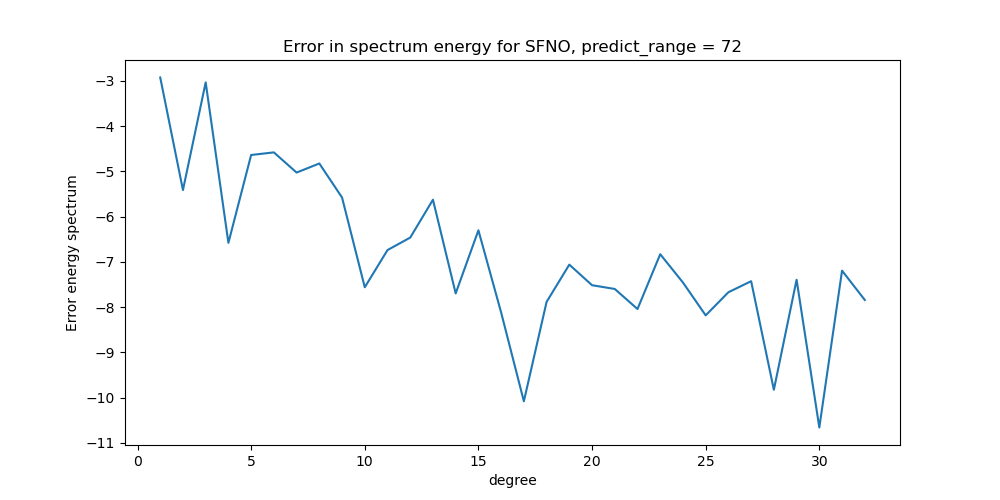 Error in spectrum energy for SFNO, predict_range = 72
−3
−4
−5
−6
−7
−8
−9
−10
−11
Error energy spectrum
0 5 10 15 20 25 30
degree